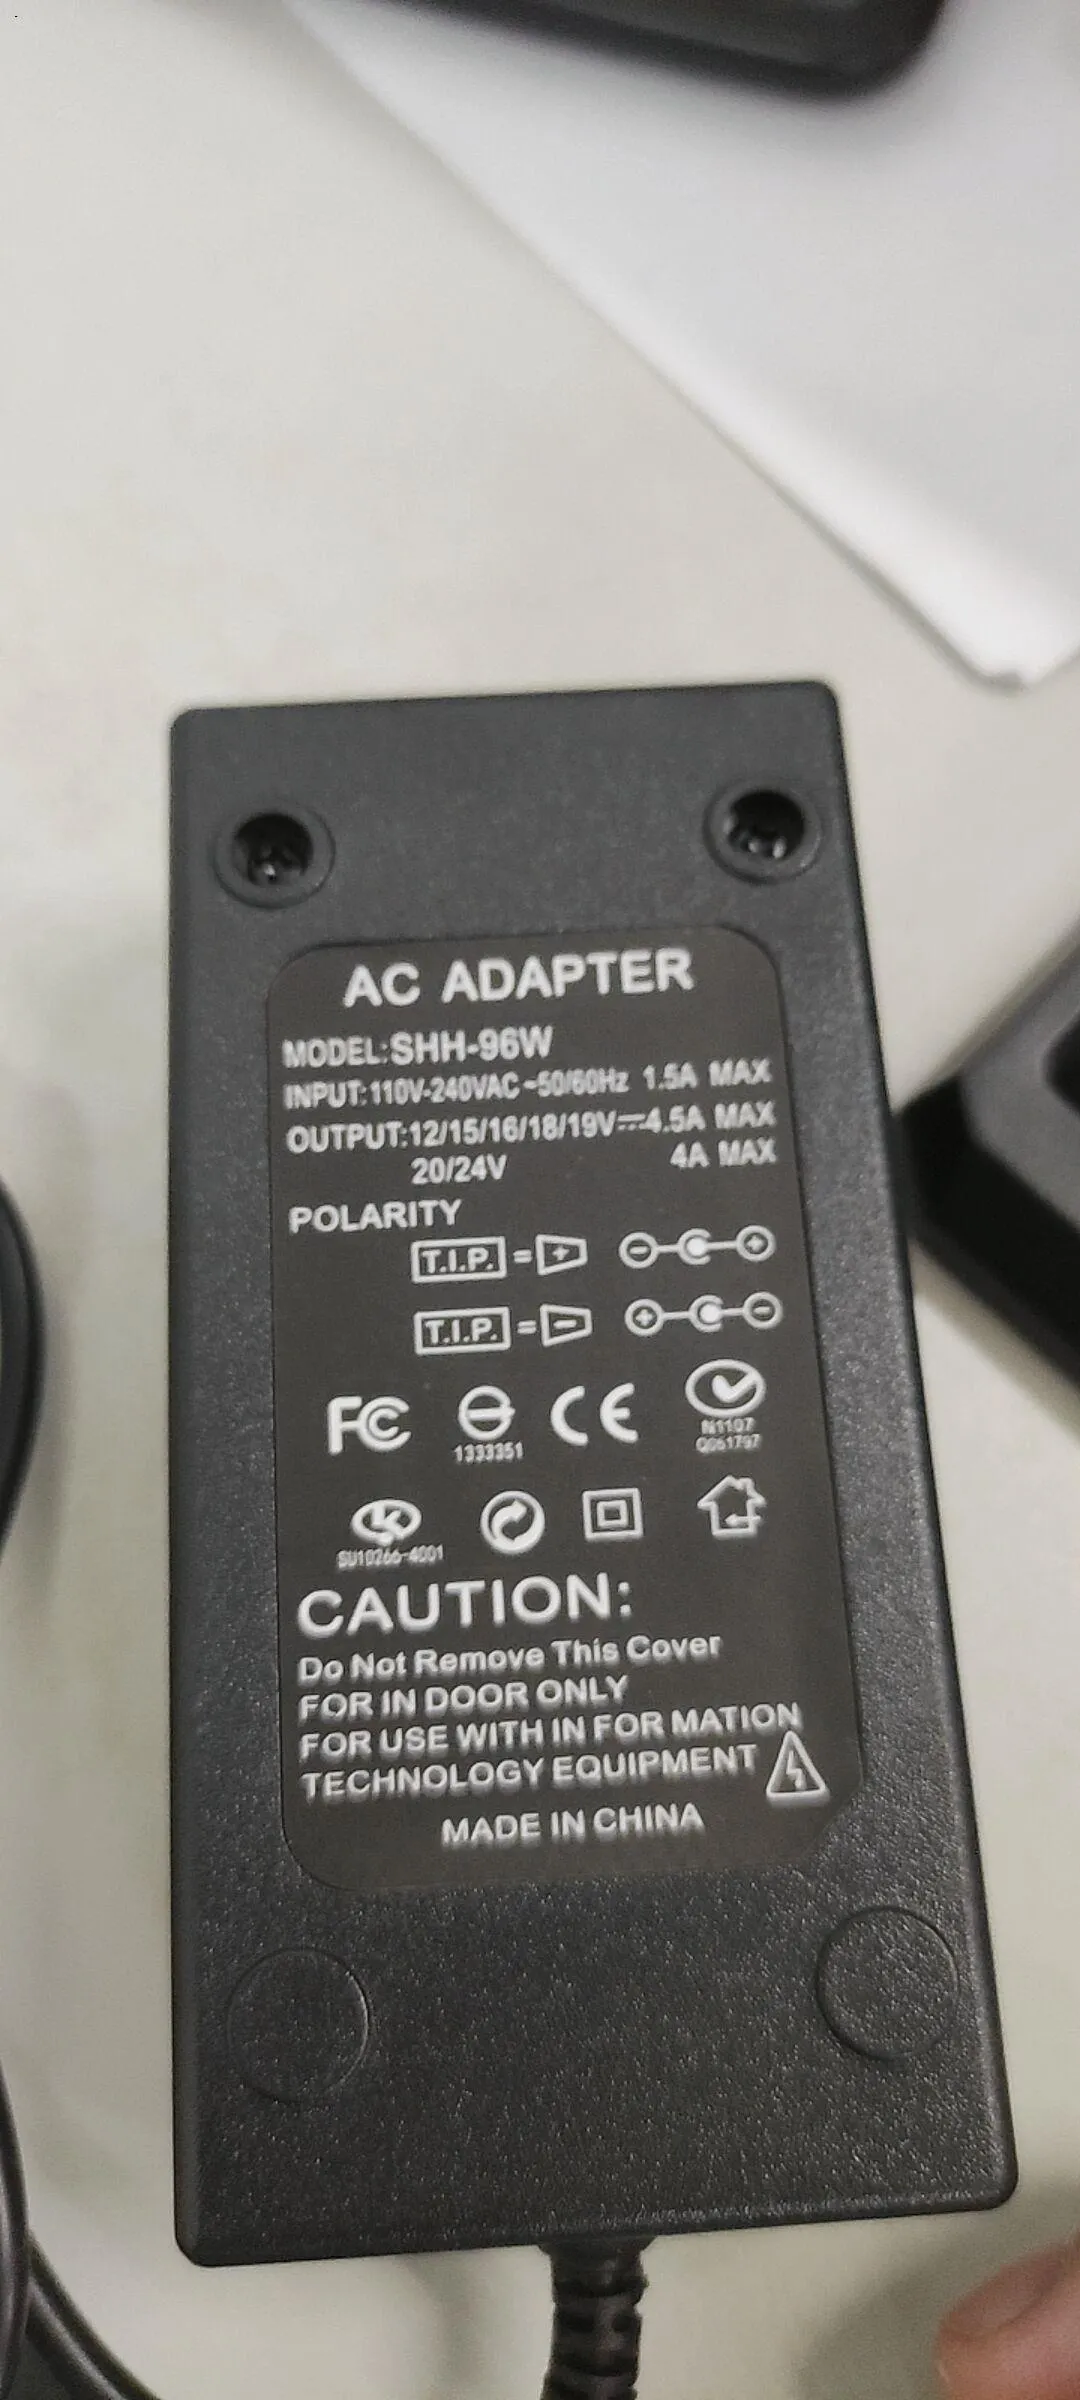 AC ADAPTER
MODEL:SHH-96W
INPUT:110V-240VAC~50/60Hz 1.5A MAX
OUTPUT:12/15/16/18/19V⎓4.5A MAX
20/24V 4A MAX
POLARITY
T.I.P. = + − +
T.I.P. = − + −
FC CE
1333351 N1107
Q061797
SU10266-4001
CAUTION:
Do Not Remove This Cover
FOR IN DOOR ONLY
FOR USE WITH IN FOR MATION
TECHNOLOGY EQUIPMENT
MADE IN CHINA